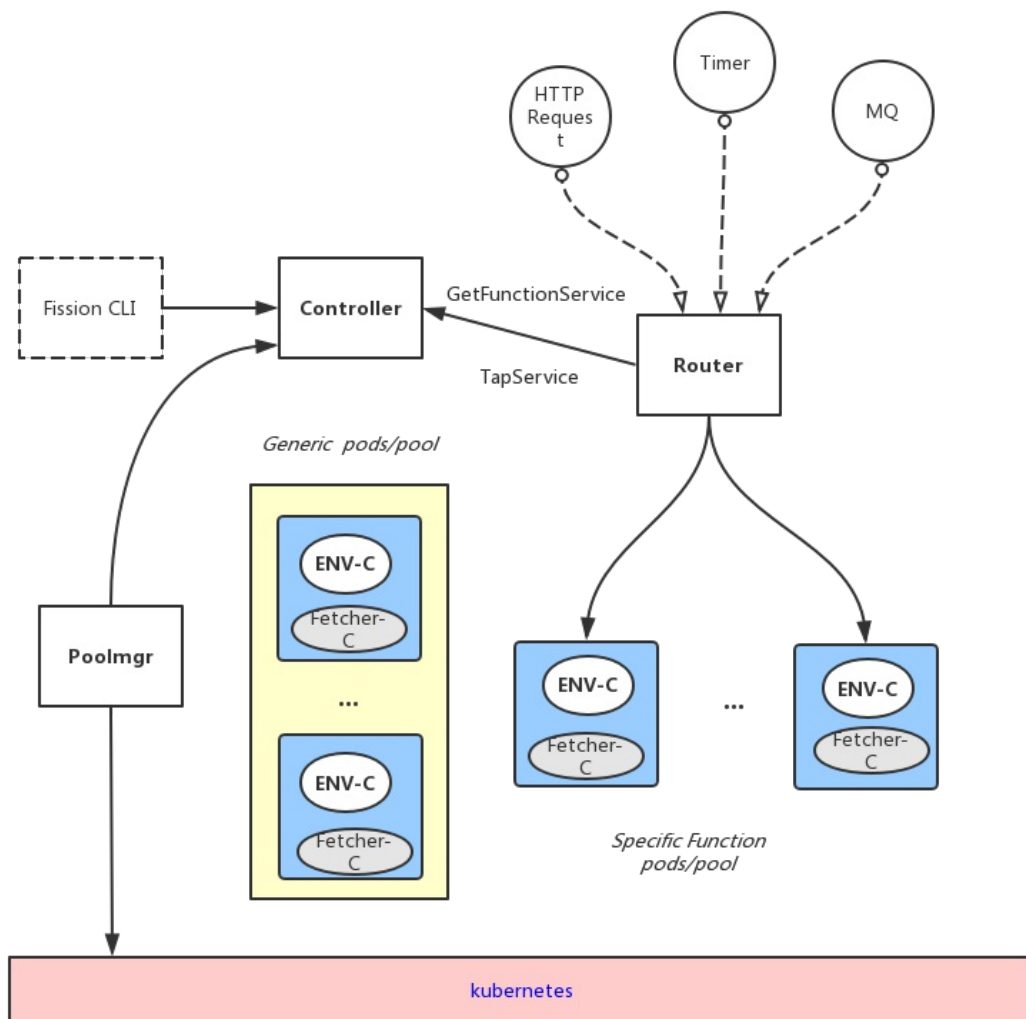 Timer
HTTP
Reques
t
MQ
Fission CLI
Controller
GetFunctionService
TapService
Router
Generic pods/pool
ENV-C
Fetcher-
C
...
ENV-C
Fetcher-
C
Poolmgr
ENV-C
Fetcher-
C
...
ENV-C
Fetcher-
C
Specific Function
pods/pool
kubernetes